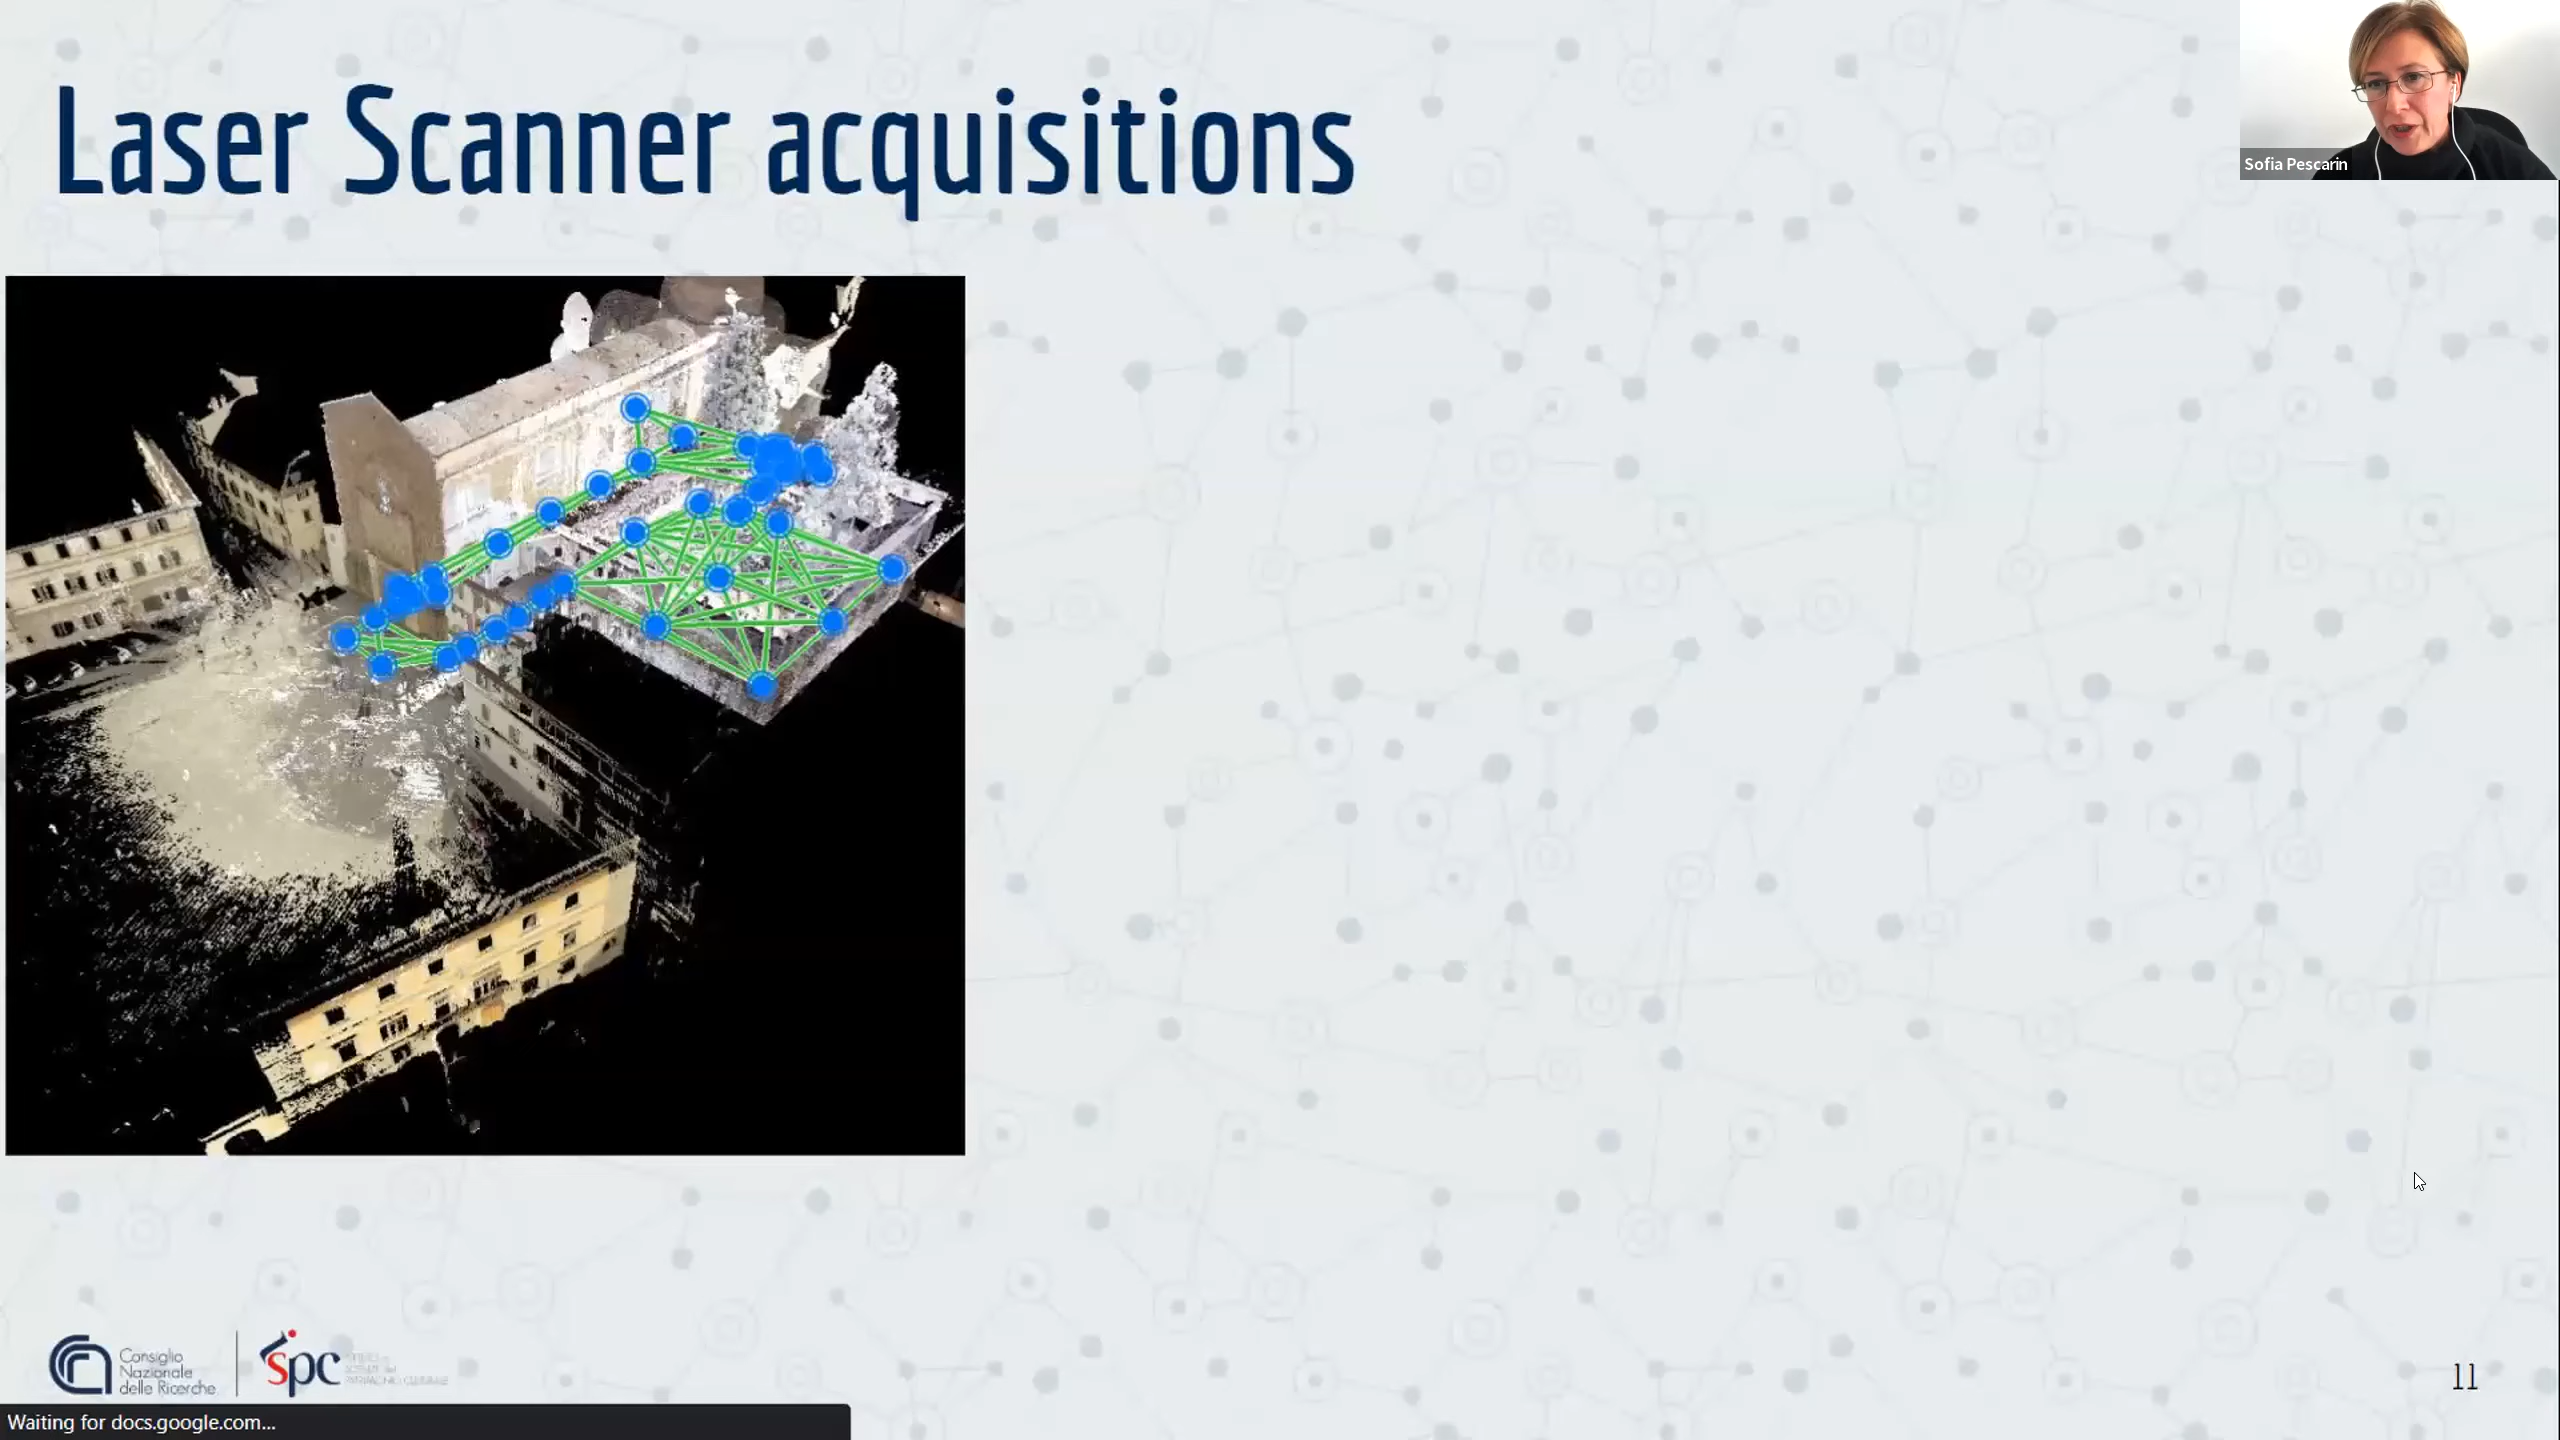 Laser Scanner acquisitions
Sofia Pescarin
Consiglio
Nazionale
delle Ricerche
spc
11
Waiting for docs.google.com...